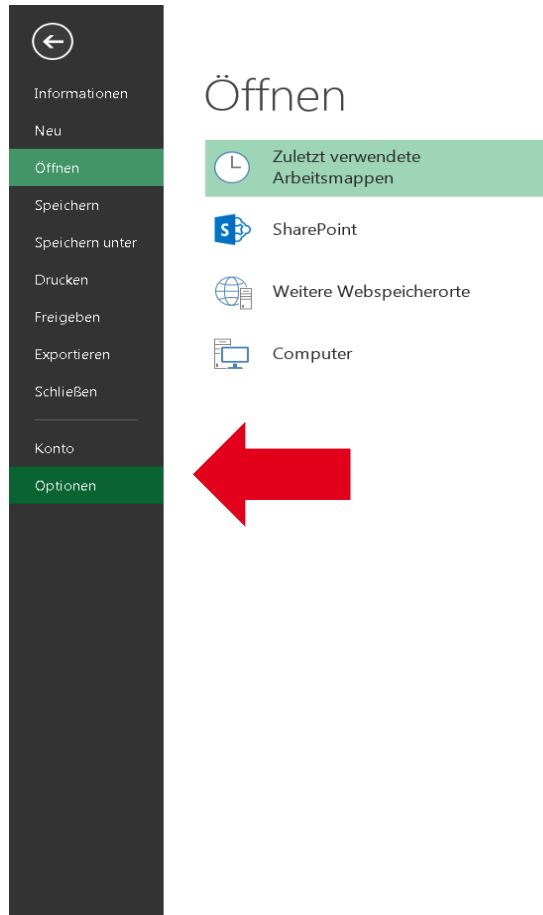 Informationen
Neu
Öffnen
Speichern
Speichern unter
Drucken
Freigeben
Exportieren
Schließen
Konto
Optionen
Öffnen
Zuletzt verwendete
Arbeitsmappen
SharePoint
Weitere Webspeicherorte
Computer